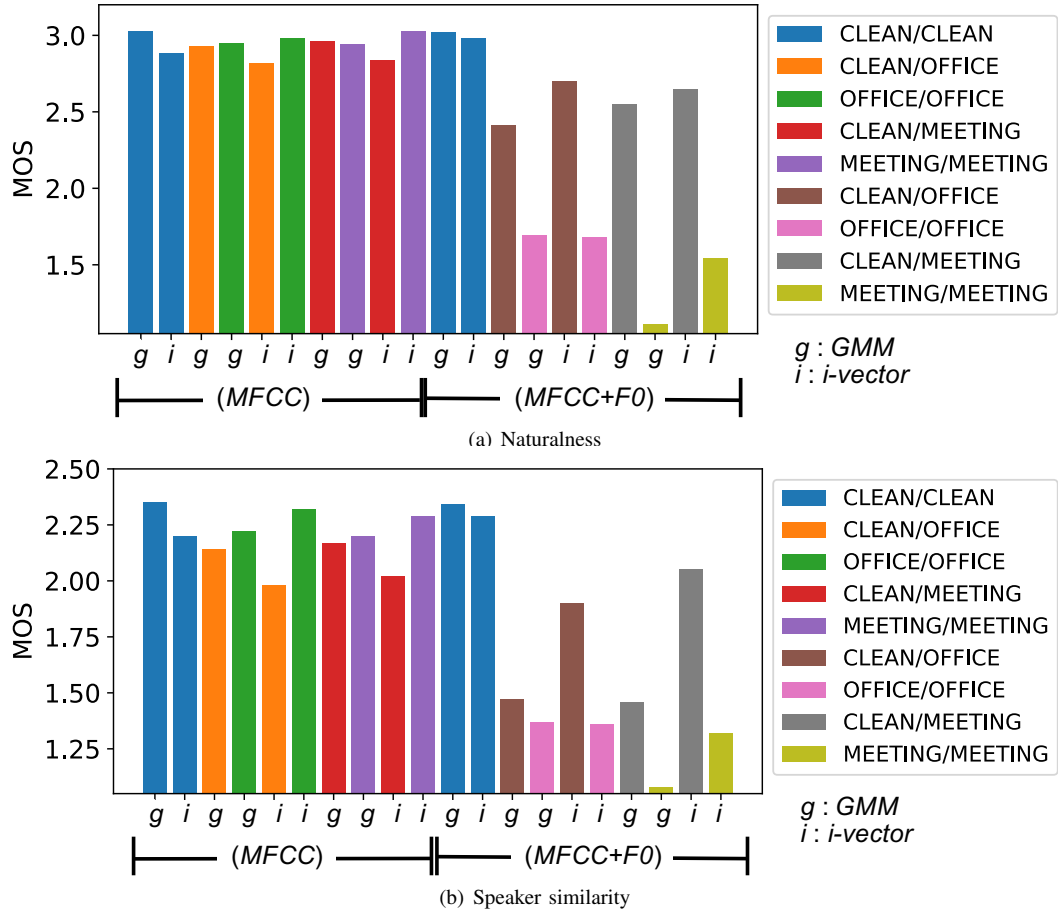 3.0
2.5
2.0
1.5
MOS
g i g g i i g g i i g i g g i i g g i i
(MFCC) (MFCC+F0)
CLEAN/CLEAN
CLEAN/OFFICE
OFFICE/OFFICE
CLEAN/MEETING
MEETING/MEETING
CLEAN/OFFICE
OFFICE/OFFICE
CLEAN/MEETING
MEETING/MEETING
g : GMM
i : i-vector
(a) Naturalness
2.50
2.25
2.00
1.75
1.50
1.25
MOS
g i g g i i g g i i g i g g i i g g i i
(MFCC) (MFCC+F0)
CLEAN/CLEAN
CLEAN/OFFICE
OFFICE/OFFICE
CLEAN/MEETING
MEETING/MEETING
CLEAN/OFFICE
OFFICE/OFFICE
CLEAN/MEETING
MEETING/MEETING
g : GMM
i : i-vector
(b) Speaker similarity